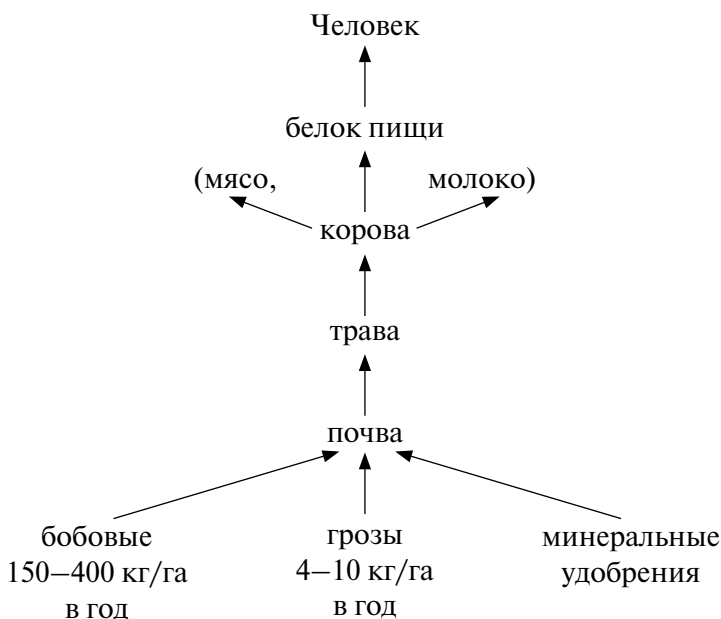 Человек
белок пищи
(мясо, молоко)
корова
трава
почва
бобовые
150–400 кг/га
в год
грозы
4–10 кг/га
в год
минеральные
удобрения